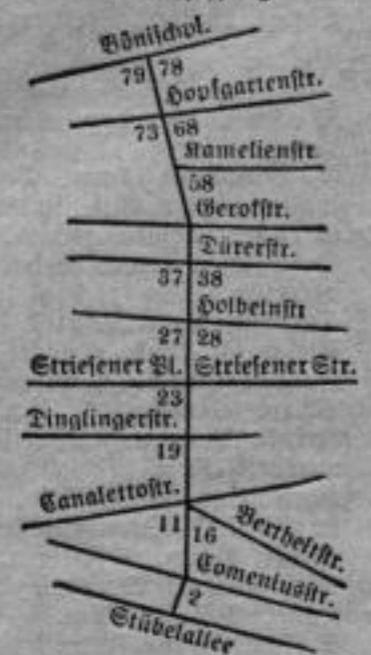 Bönischpl.
79 78
Hopfgartenstr.
73 68
Kamelienstr.
58
Gerokstr.
Dürerstr.
37 38
Holbeinstr.
27 28
Striesener Pl. Striesener Str.
23
Dinglingerstr.
19
Canalettostr.
11 16
Bertheltstr.
Comeniusstr.
2
Stübelallee